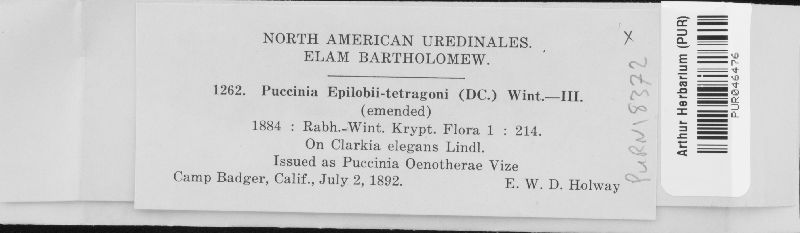 NORTH AMERICAN UREDINALES.
ELAM BARTHOLOMEW.
1262. Puccinia Epilobii-tetragoni (DC.) Wint.—III.
(emended)
1884 : Rabh.-Wint. Krypt. Flora 1 : 214.
On Clarkia elegans Lindl.
Issued as Puccinia Oenotherae Vize
Camp Badger, Calif., July 2, 1892. E. W. D. Holway
x
PURN18372
Arthur Herbarium (PUR)
PUR046476